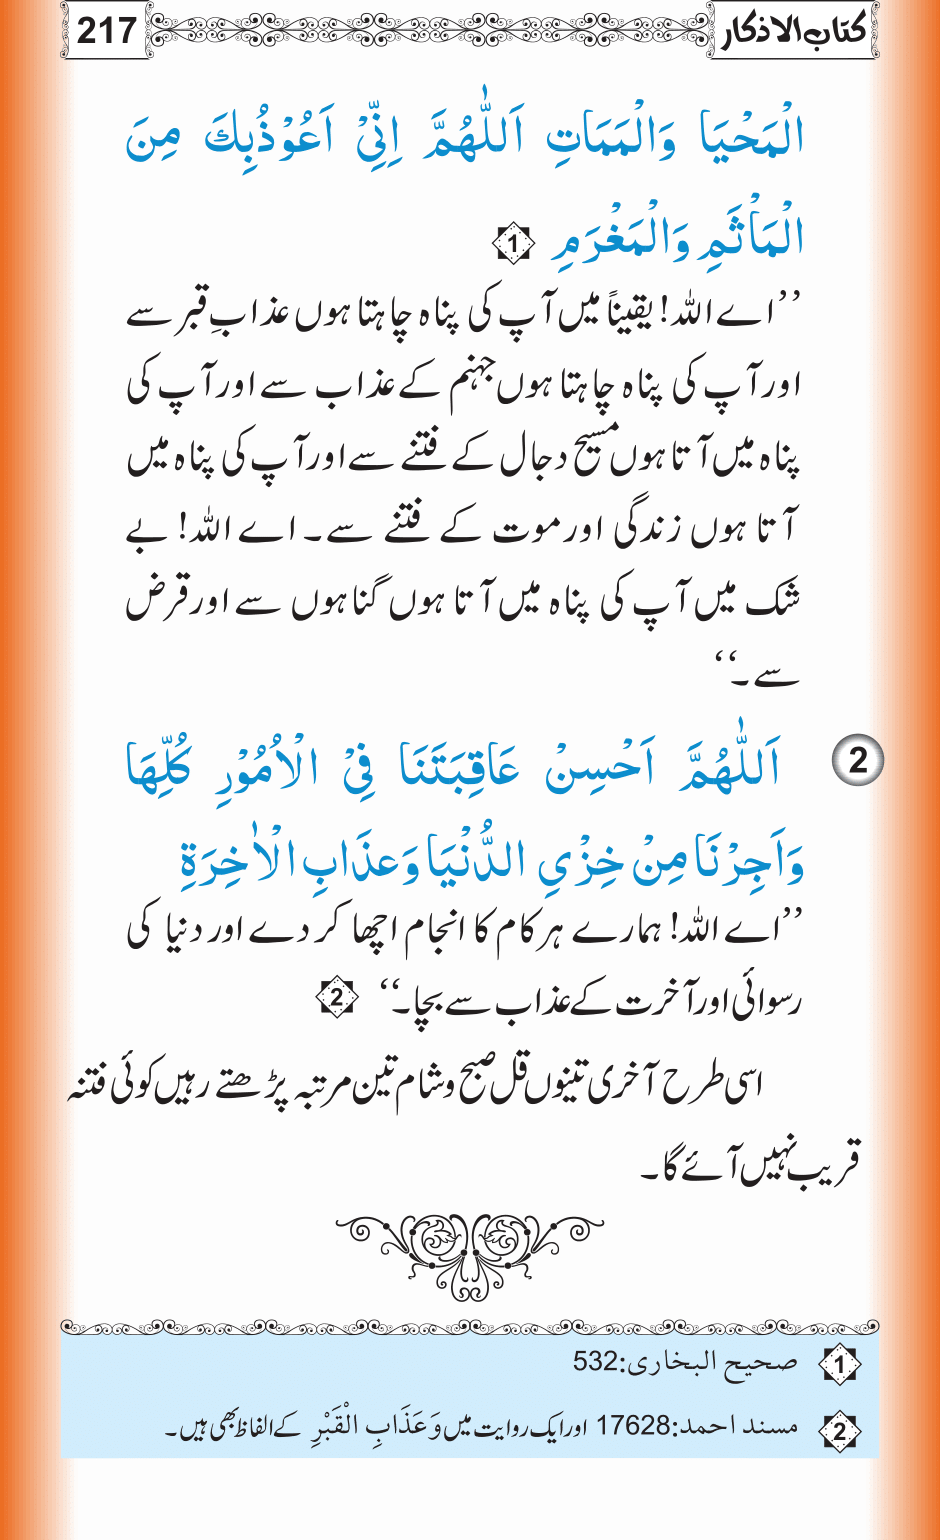 کتاب الاذکار 217
الْمَحْيَا وَالْمَمَاتِ اَللّٰهُمَّ اِنِّيْ اَعُوْذُبِكَ مِنَ
الْمَأْثَمِ وَالْمَغْرَمِ 1
’’اے اللہ! یقیناً میں آپ کی پناہ چاہتا ہوں عذابِ قبر سے
اور آپ کی پناہ چاہتا ہوں جہنم کے عذاب سے اور آپ کی
پناہ میں آتا ہوں مسیح دجال کے فتنے سے اور آپ کی پناہ میں
آتا ہوں زندگی اور موت کے فتنے سے۔ اے اللہ! بے
شک میں آپ کی پناہ میں آتا ہوں گناہوں سے اور قرض
سے۔‘‘
2 اَللّٰهُمَّ اَحْسِنْ عَاقِبَتَنَا فِيْ الْاُمُوْرِ كُلِّهَا
وَاَجِرْنَا مِنْ خِزْيِ الدُّنْيَا وَعذَابِ الْاٰخِرَةِ
’’اے اللہ! ہمارے ہر کام کا انجام اچھا کر دے اور دنیا کی
رسوائی اور آخرت کے عذاب سے بچا۔‘‘ 2
اسی طرح آخری تینوں قل صبح و شام تین مرتبہ پڑھتے رہیں کوئی فتنہ
قریب نہیں آئے گا۔
1 صحیح البخاری:532
2 مسند احمد:17628 اور ایک روایت میں وَعَذَابِ الْقَبْرِ کے الفاظ بھی ہیں۔